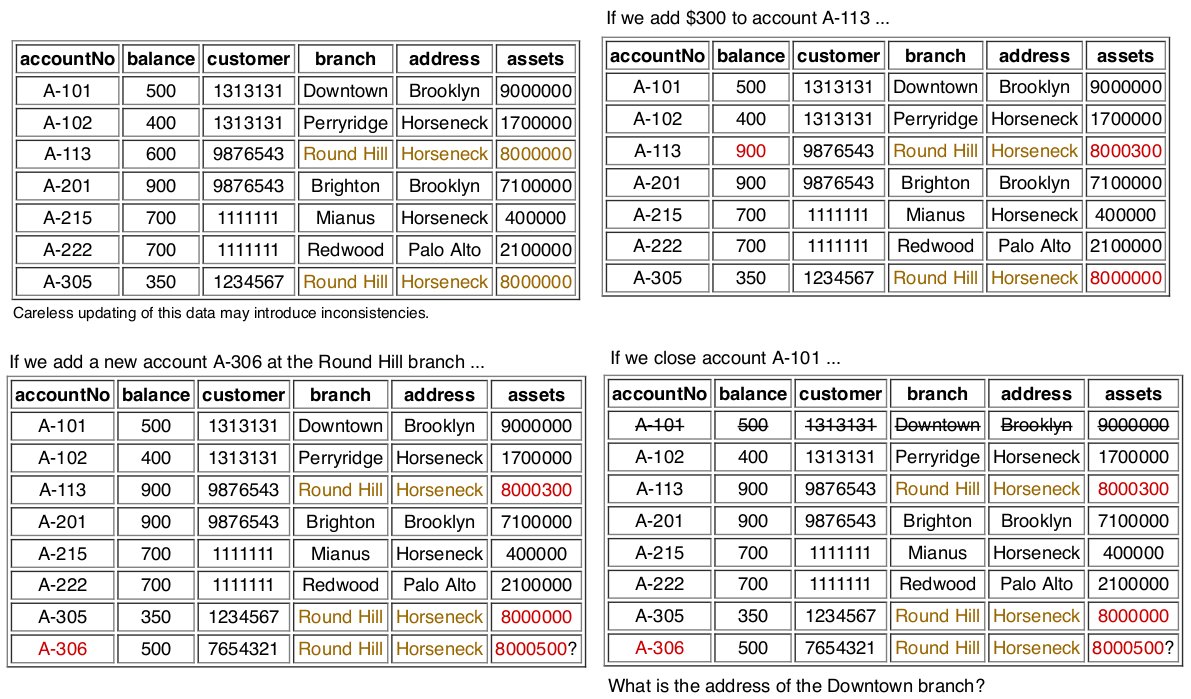 accountNo balance customer branch address assets
A-101 500 1313131 Downtown Brooklyn 9000000
A-102 400 1313131 Perryridge Horseneck 1700000
A-113 600 9876543 Round Hill Horseneck 8000000
A-201 900 9876543 Brighton Brooklyn 7100000
A-215 700 1111111 Mianus Horseneck 400000
A-222 700 1111111 Redwood Palo Alto 2100000
A-305 350 1234567 Round Hill Horseneck 8000000
Careless updating of this data may introduce inconsistencies.
If we add $300 to account A-113 ...
accountNo balance customer branch address assets
A-101 500 1313131 Downtown Brooklyn 9000000
A-102 400 1313131 Perryridge Horseneck 1700000
A-113 900 9876543 Round Hill Horseneck 8000300
A-201 900 9876543 Brighton Brooklyn 7100000
A-215 700 1111111 Mianus Horseneck 400000
A-222 700 1111111 Redwood Palo Alto 2100000
A-305 350 1234567 Round Hill Horseneck 8000000
If we add a new account A-306 at the Round Hill branch ...
accountNo balance customer branch address assets
A-101 500 1313131 Downtown Brooklyn 9000000
A-102 400 1313131 Perryridge Horseneck 1700000
A-113 900 9876543 Round Hill Horseneck 8000300
A-201 900 9876543 Brighton Brooklyn 7100000
A-215 700 1111111 Mianus Horseneck 400000
A-222 700 1111111 Redwood Palo Alto 2100000
A-305 350 1234567 Round Hill Horseneck 8000000
A-306 500 7654321 Round Hill Horseneck 8000500?
If we close account A-101 ...
accountNo balance customer branch address assets
A-101 500 1313131 Downtown Brooklyn 9000000
A-102 400 1313131 Perryridge Horseneck 1700000
A-113 900 9876543 Round Hill Horseneck 8000300
A-201 900 9876543 Brighton Brooklyn 7100000
A-215 700 1111111 Mianus Horseneck 400000
A-222 700 1111111 Redwood Palo Alto 2100000
A-305 350 1234567 Round Hill Horseneck 8000000
A-306 500 7654321 Round Hill Horseneck 8000500?
What is the address of the Downtown branch?